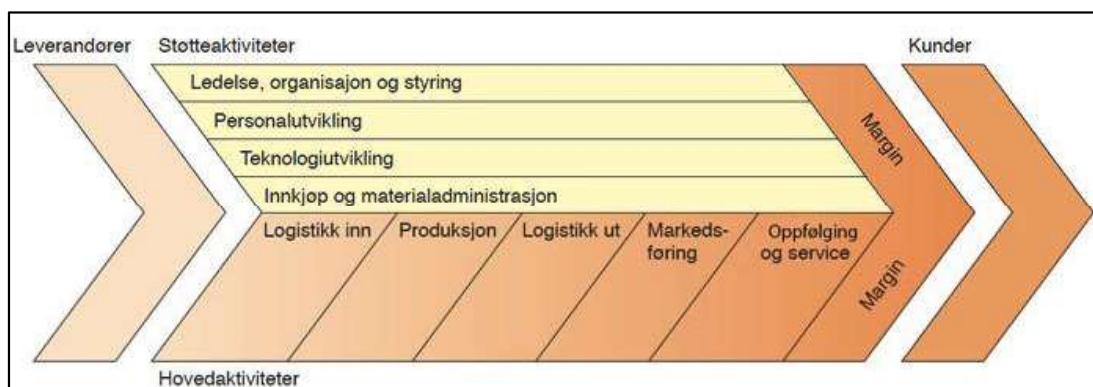 Leverandører
Støtteaktiviteter
Kunder
Ledelse, organisajon og styring
Personalutvikling
Teknologiutvikling
Innkjøp og materialadministrasjon
Margin
Logistikk inn
Produksjon
Logistikk ut
Markeds-
føring
Oppfølging
og service
Margin
Hovedaktiviteter